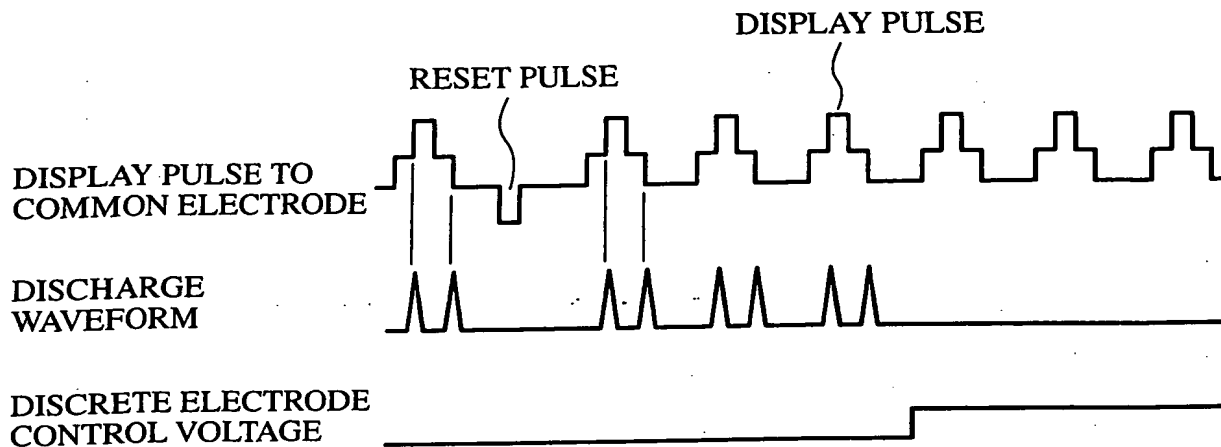 DISPLAY PULSE
RESET PULSE
DISPLAY PULSE TO
COMMON ELECTRODE
DISCHARGE
WAVEFORM
DISCRETE ELECTRODE
CONTROL VOLTAGE